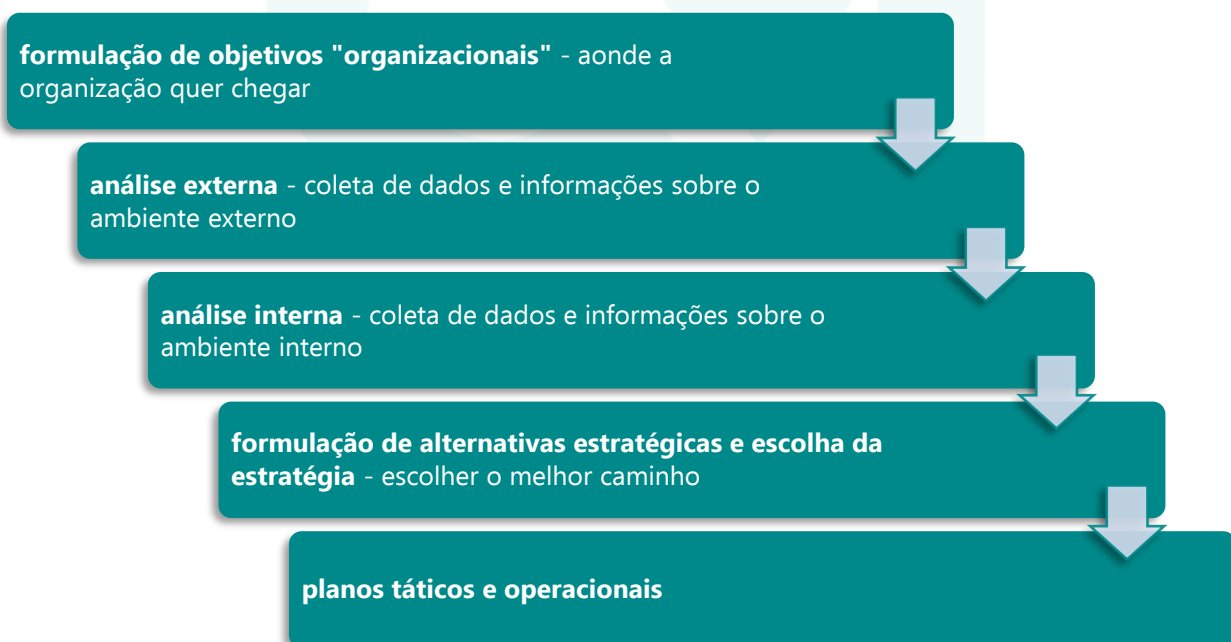 formulação de objetivos "organizacionais" - aonde a
organização quer chegar
análise externa - coleta de dados e informações sobre o
ambiente externo
análise interna - coleta de dados e informações sobre o
ambiente interno
formulação de alternativas estratégicas e escolha da
estratégia - escolher o melhor caminho
planos táticos e operacionais